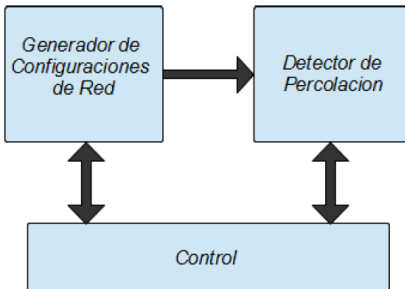 Generador de
Configuraciones
de Red
Detector de
Percolacion
Control